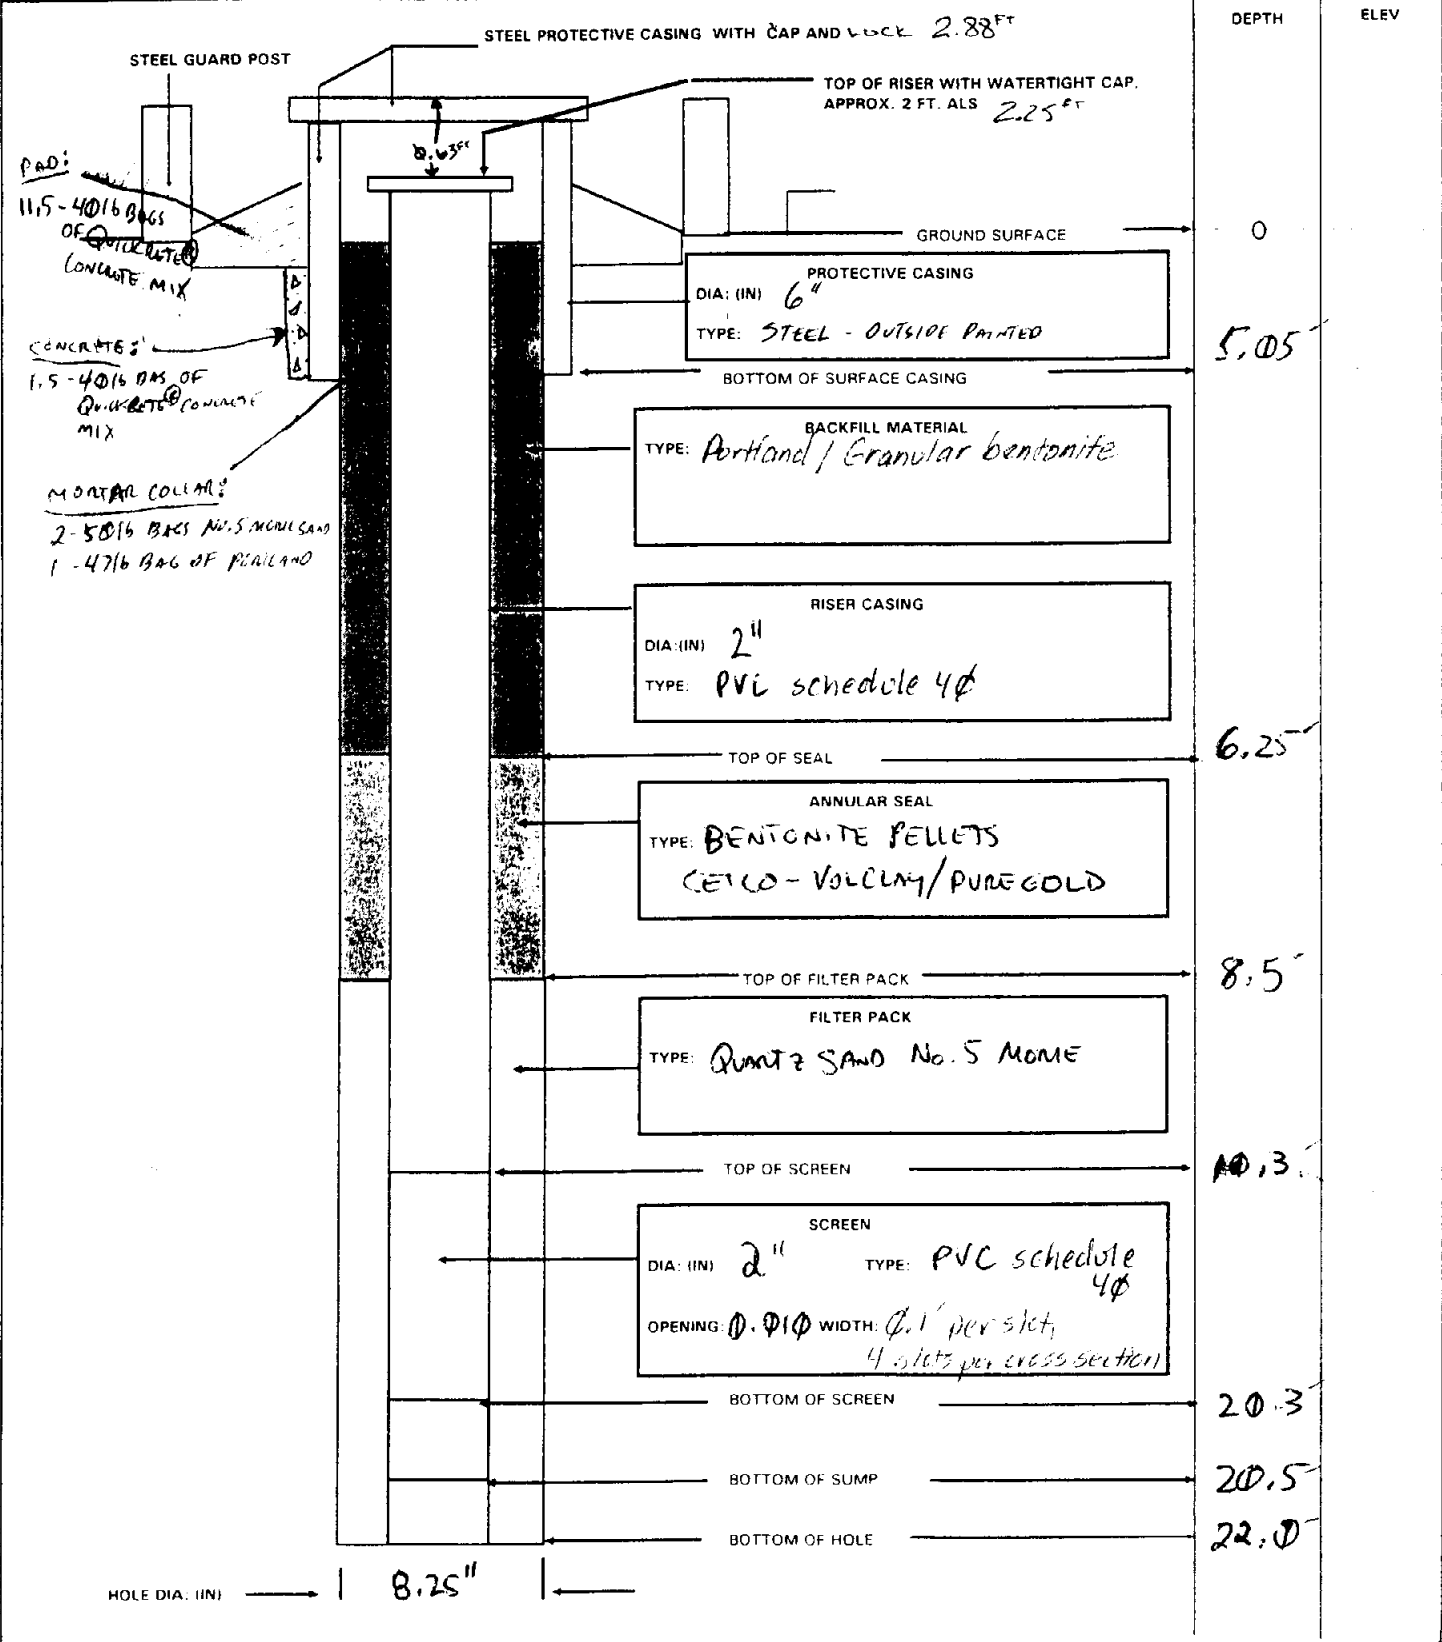 DEPTH
ELEV
STEEL PROTECTIVE CASING WITH CAP AND LOCK 2.88FT
STEEL GUARD POST
TOP OF RISER WITH WATERTIGHT CAP.
APPROX. 2 FT. ALS 2.25FT
0.63FT
PAD:
11,5-40lb BAGS
OF QUICKRETE®
CONCRETE MIX
GROUND SURFACE
0
PROTECTIVE CASING
DIA: (IN) 6"
TYPE: STEEL - OUTSIDE PAINTED
5.05'
BOTTOM OF SURFACE CASING
CONCRETE:
1.5-40lb BAS OF
QUICKRETE® CONCRETE
MIX
BACKFILL MATERIAL
TYPE: Portland / Granular bentonite
MORTAR COLLAR:
2-50lb BAGS No.5 MORIE SAND
1-47lb BAG OF PORTLAND
RISER CASING
DIA:(IN) 2"
TYPE: PVC schedule 40
6.25'
TOP OF SEAL
ANNULAR SEAL
TYPE: BENTONITE PELLETS
CETCO-VOLCLAY/PUREGOLD
8.5'
TOP OF FILTER PACK
FILTER PACK
TYPE: QUARTZ SAND No.5 MORIE
TOP OF SCREEN
10.3'
SCREEN
DIA: (IN) 2" TYPE: PVC schedule
40
OPENING: 0.010 WIDTH: 0.1' per slot,
4 slots per cross section
BOTTOM OF SCREEN
20.3'
BOTTOM OF SUMP
20.5'
BOTTOM OF HOLE
22.0'
HOLE DIA: (IN) 8.25"